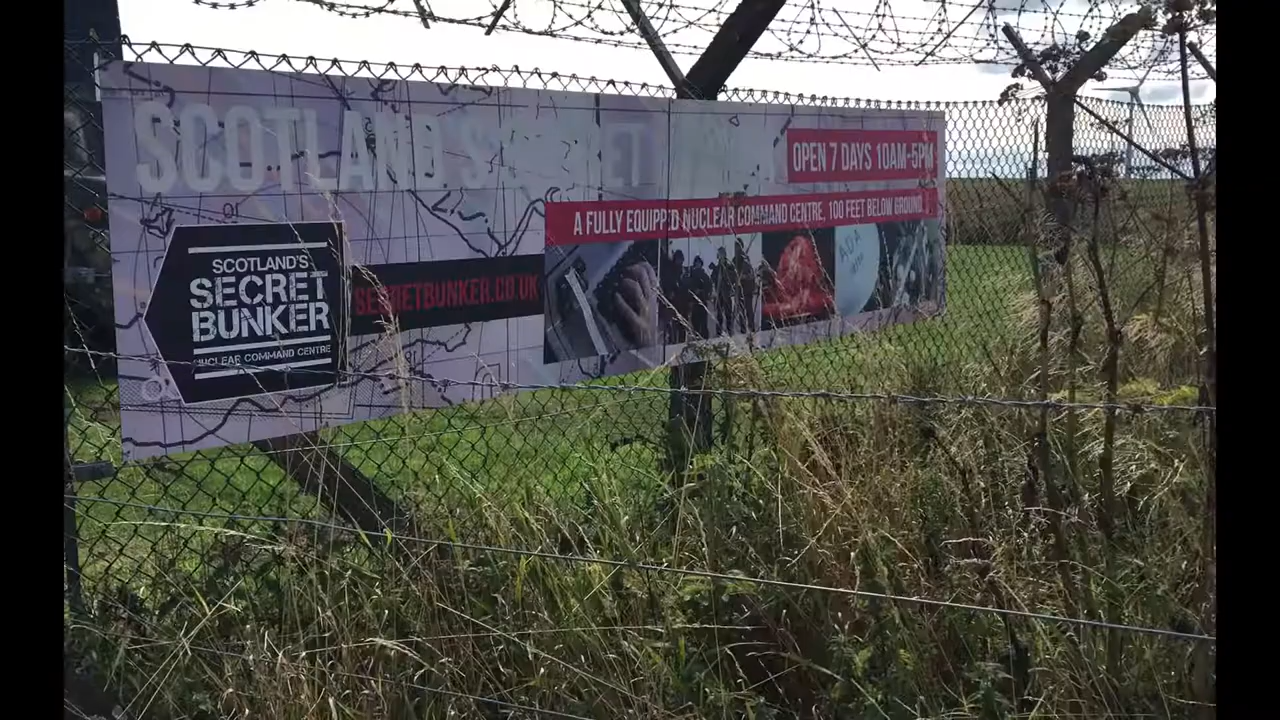 SCOTLAND SECRET
OPEN 7 DAYS 10AM-5PM
A FULLY EQUIPPED NUCLEAR COMMAND CENTRE, 100 FEET BELOW GROUND
SCOTLAND'S
SECRET
BUNKER
NUCLEAR COMMAND CENTRE
SECRETBUNKER.CO.UK